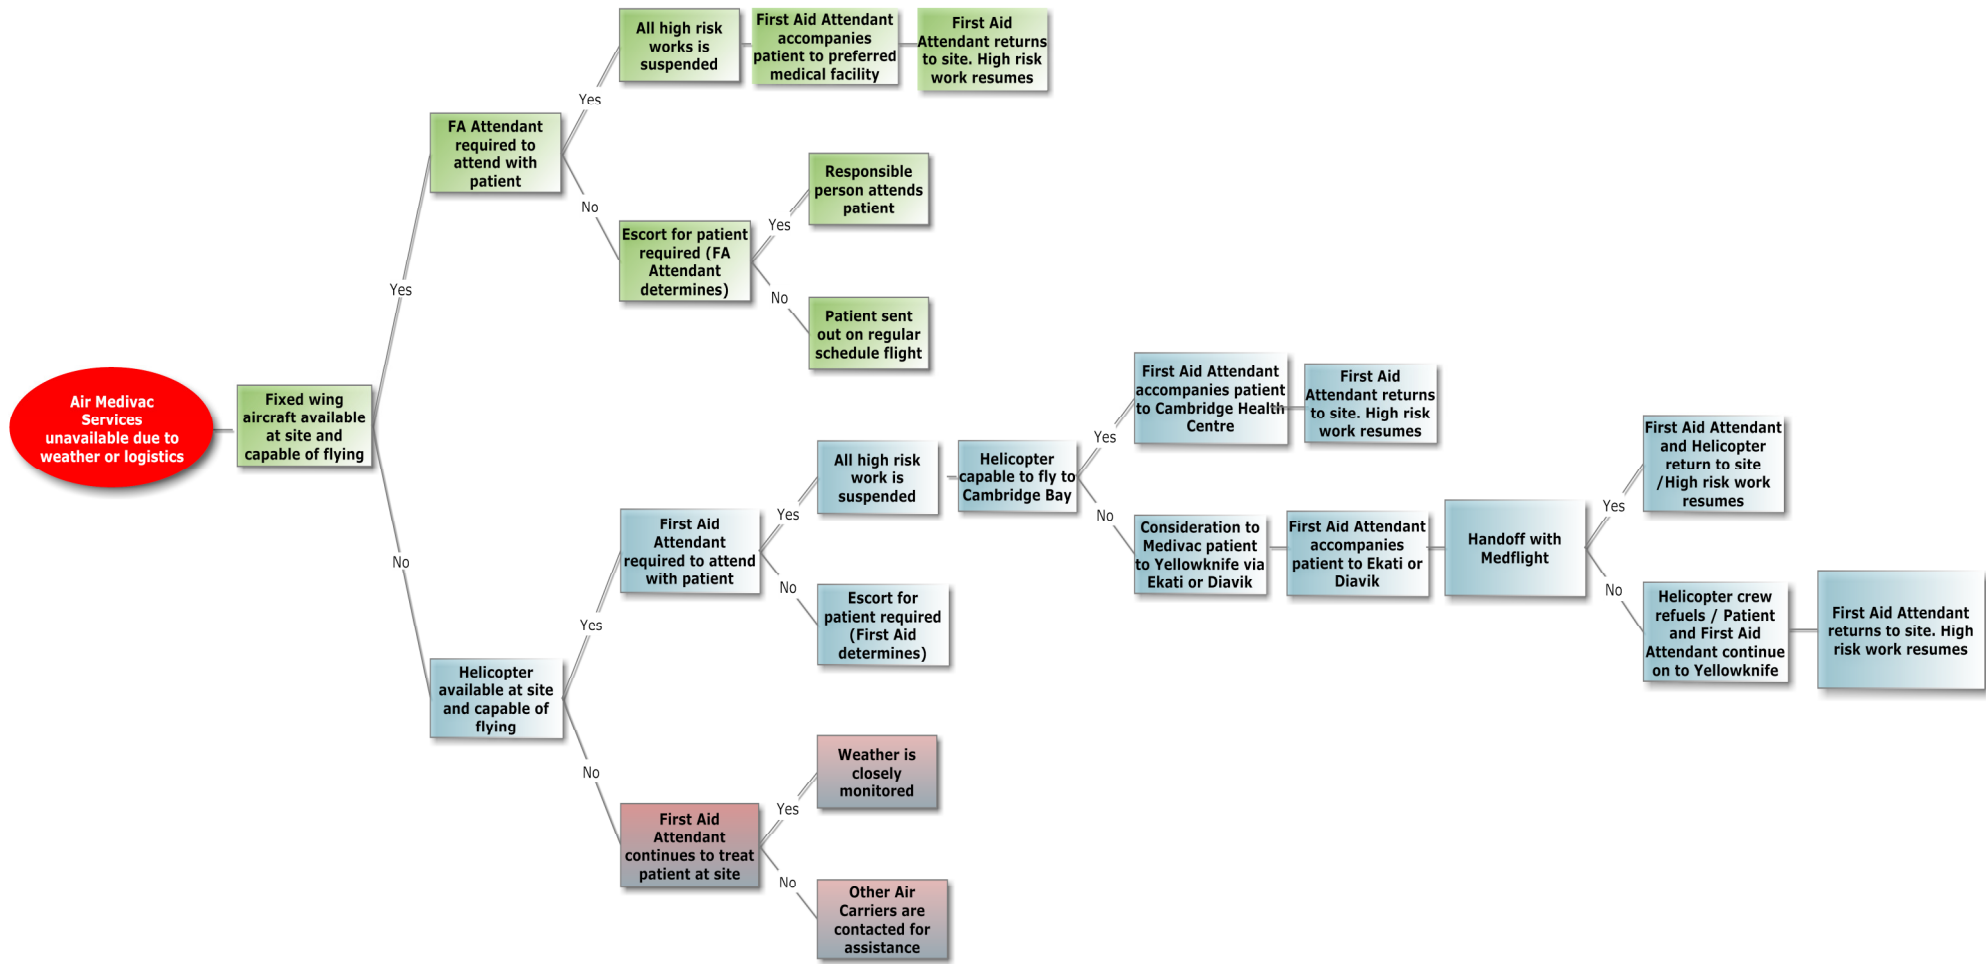 All high risk
works is
suspended
First Aid Attendant
accompanies
patient to preferred
medical facility
First Aid
Attendant returns
to site. High risk
work resumes
Yes
FA Attendant
required to
attend with
patient
No
Responsible
person attends
patient
Yes
Escort for patient
required (FA
Attendant
determines)
No
Patient sent
out on regular
schedule flight
Yes
Air Medivac
Services
unavailable due to
weather or logistics
Fixed wing
aircraft available
at site and
capable of flying
No
First Aid Attendant
accompanies patient
to Cambridge Health
Centre
First Aid
Attendant returns
to site. High risk
work resumes
Yes
All high risk
work is
suspended
Helicopter
capable to fly to
Cambridge Bay
No
Yes
First Aid
Attendant
required to attend
with patient
No
Escort for
patient required
(First Aid
determines)
Consideration to
Medivac patient
to Yellowknife via
Ekati or Diavik
First Aid Attendant
accompanies
patient to Ekati or
Diavik
Handoff with
Medflight
Yes
First Aid Attendant
and Helicopter
return to site
/High risk work
resumes
No
Helicopter crew
refuels / Patient
and First Aid
Attendant continue
on to Yellowknife
First Aid Attendant
returns to site. High
risk work resumes
Yes
Helicopter
available at site
and capable of
flying
No
Weather is
closely
monitored
Yes
First Aid
Attendant
continues to treat
patient at site
No
Other Air
Carriers are
contacted for
assistance